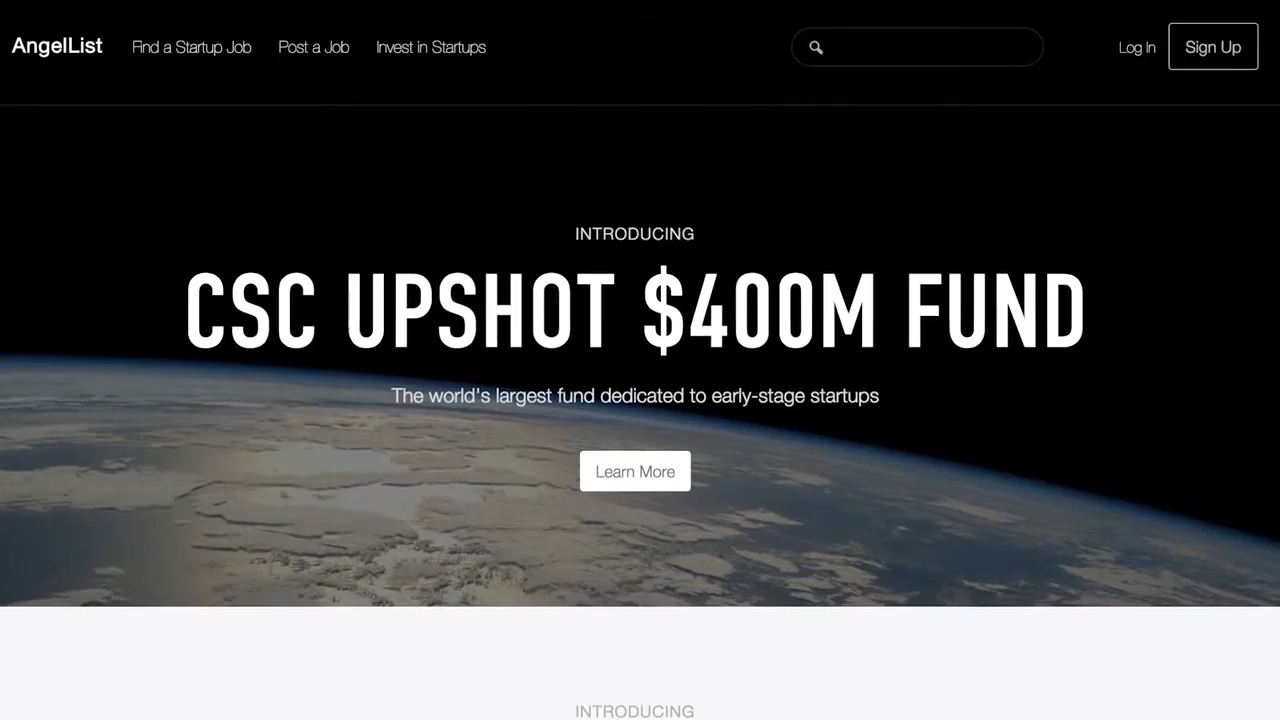 AngelList Find a Startup Job Post a Job Invest in Startups Log In Sign Up
INTRODUCING
CSC UPSHOT $400M FUND
The world's largest fund dedicated to early-stage startups
Learn More
INTRODUCING